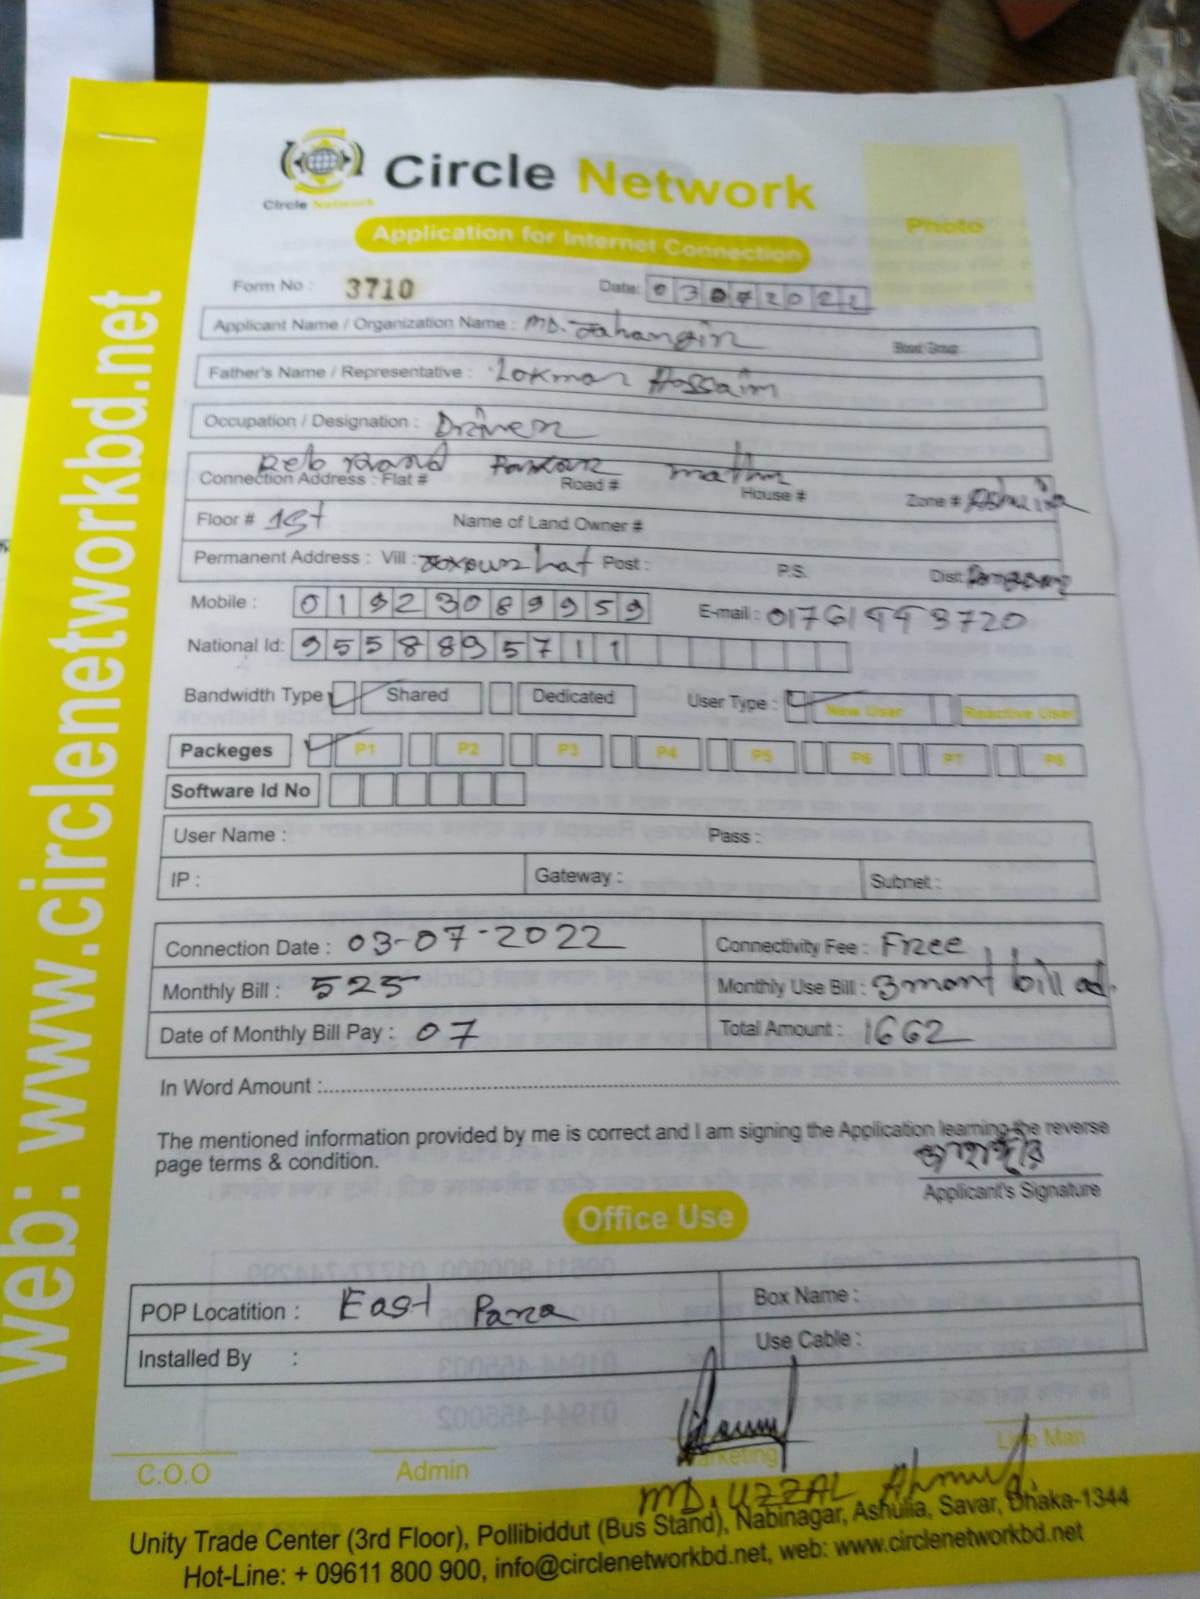 web: www.circlenetworkbd.net
Circle Network
Circle Network
Photo
Application for Internet Connection
Form No : 3710 Date: 03072022
Applicant Name / Organization Name : MD. Jahangir Blood Group:
Father's Name / Representative : Lokman Hossain
Occupation / Designation : Driver
Connection Address : Flat # Road # House # Zone #
Floor # 1st Name of Land Owner #
Permanent Address : Vill : Post : P.S. Dist:
Mobile : 01923089959 E-mail : 01761998720
National Id: 9558895711
Bandwidth Type Shared Dedicated User Type : New User Reactive User
Packeges P1 P2 P3 P4 P5 P6 P7 P8
Software Id No
User Name : Pass :
IP : Gateway : Subnet :
Connection Date : 03-07-2022 Connectivity Fee : Free
Monthly Bill : 525 Monthly Use Bill : 3 mont bill ad.
Date of Monthly Bill Pay : 07 Total Amount : 1662
In Word Amount :
The mentioned information provided by me is correct and I am signing the Application learning the reverse
page terms & condition.
জাহাঙ্গীর
Applicant's Signature
Office Use
POP Locatition : East Para Box Name :
Installed By : Use Cable :
C.O.O Admin Marketing Line Man
MD. UZZAL Ahmed
Unity Trade Center (3rd Floor), Pollibiddut (Bus Stand), Nabinagar, Ashulia, Savar, Dhaka-1344
Hot-Line: + 09611 800 900, info@circlenetworkbd.net, web: www.circlenetworkbd.net